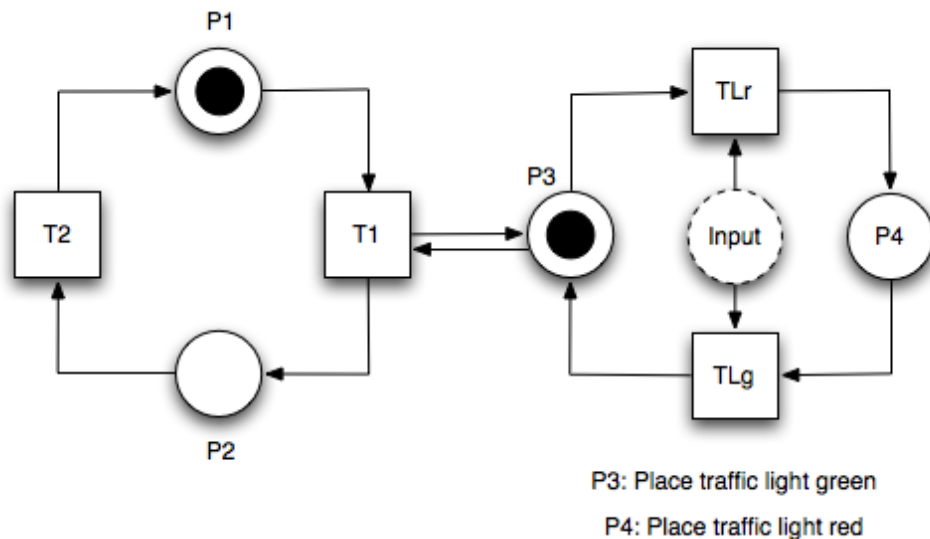 P1
TLr
P3
T2
T1
Input
P4
TLg
P2
P3: Place traffic light green
P4: Place traffic light red